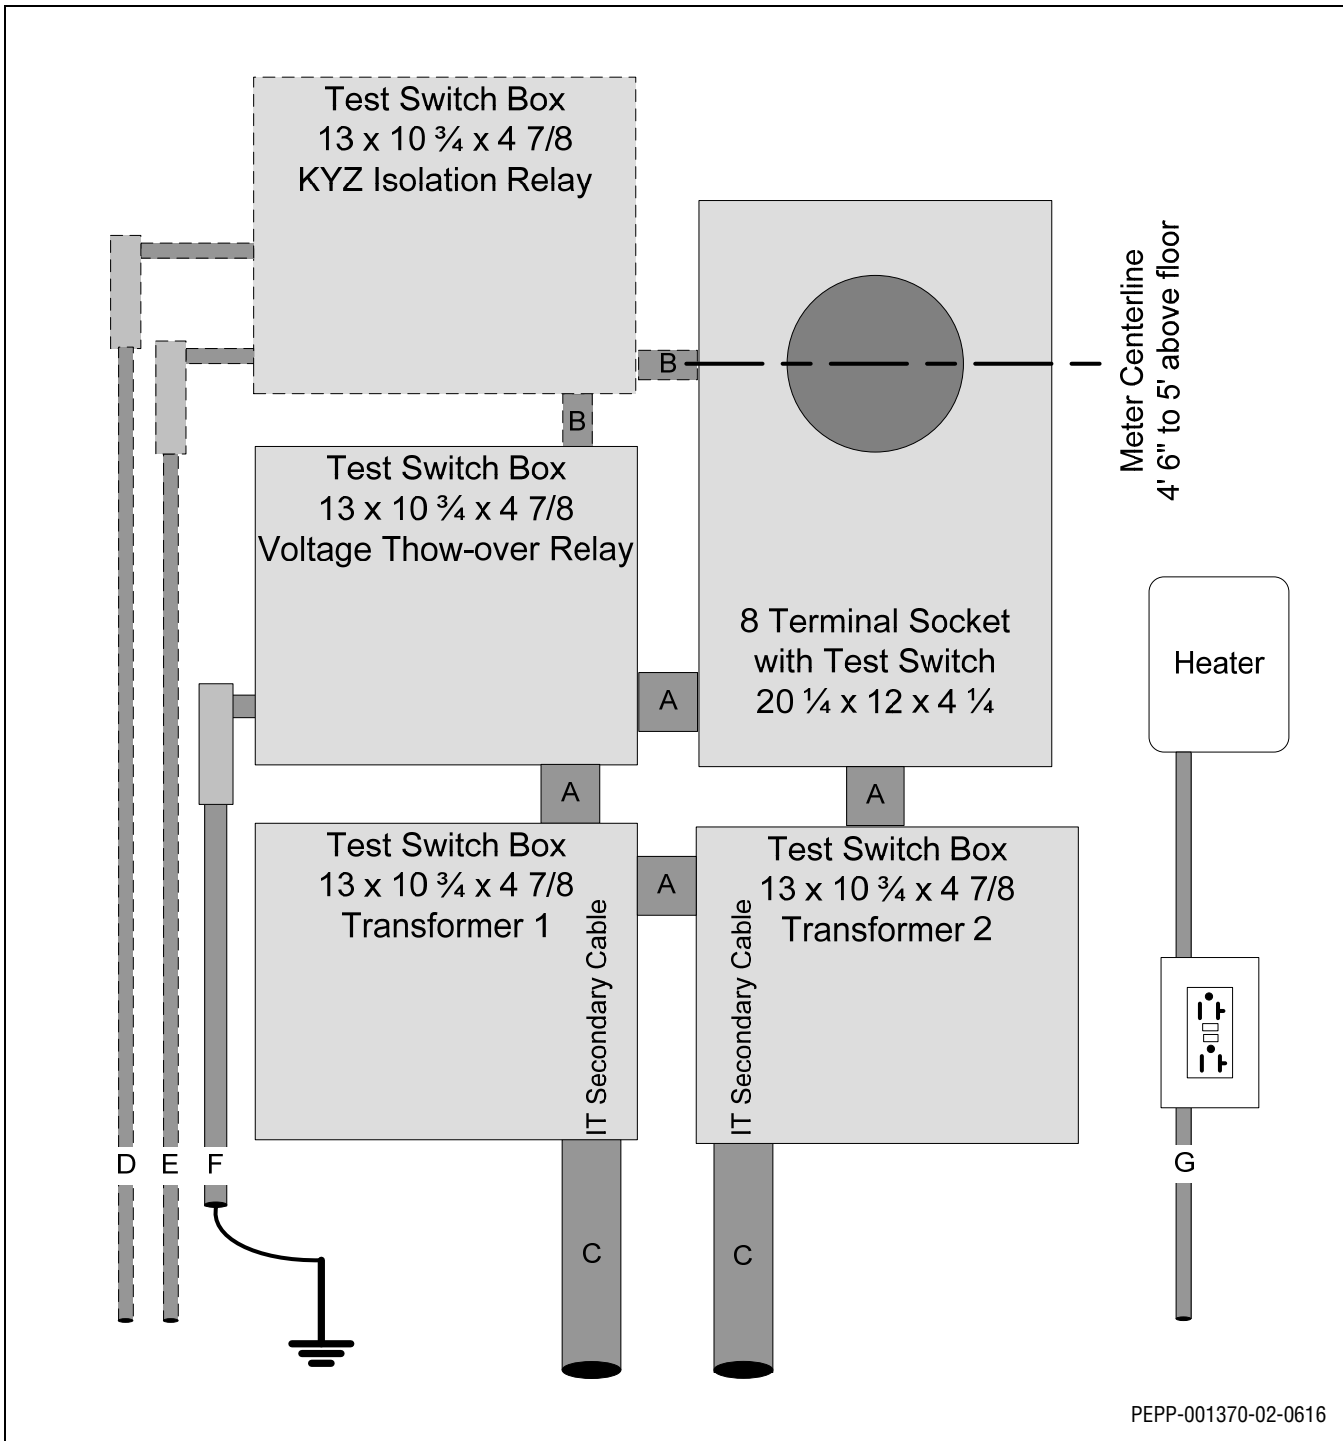 Test Switch Box
13 x 10 ¾ x 4 7/8
KYZ Isolation Relay
B
B
Meter Centerline
4' 6" to 5' above floor
Test Switch Box
13 x 10 ¾ x 4 7/8
Voltage Thow-over Relay
8 Terminal Socket
with Test Switch
20 ¼ x 12 x 4 ¼
Heater
A
A
A
Test Switch Box
13 x 10 ¾ x 4 7/8
Transformer 1
IT Secondary Cable
A
Test Switch Box
13 x 10 ¾ x 4 7/8
Transformer 2
IT Secondary Cable
D
E
F
G
C
C
PEPP-001370-02-0616